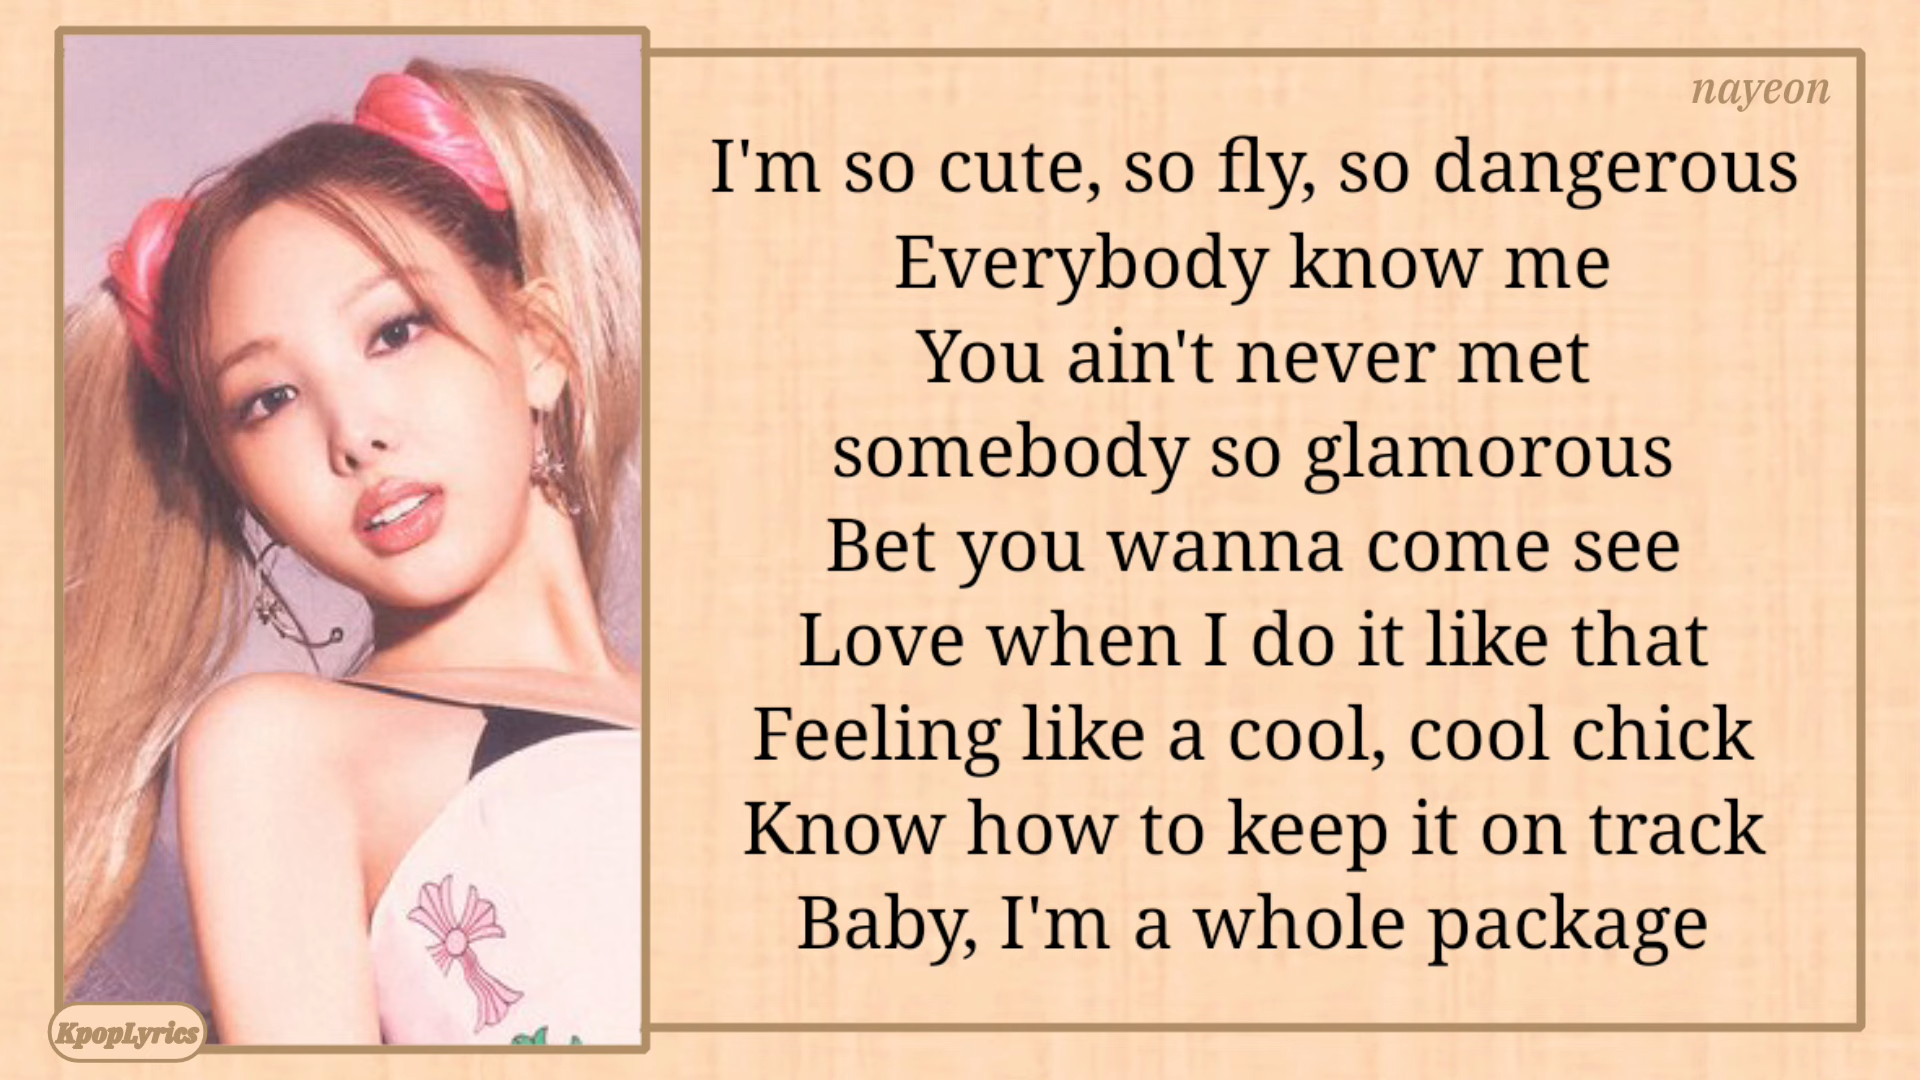 nayeon
I'm so cute, so fly, so dangerous
Everybody know me
You ain't never met
somebody so glamorous
Bet you wanna come see
Love when I do it like that
Feeling like a cool, cool chick
Know how to keep it on track
Baby, I'm a whole package
KpopLyrics